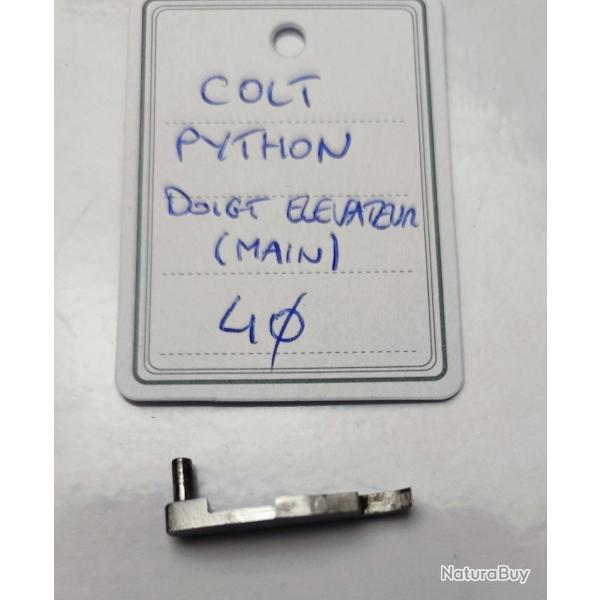 COLT
PYTHON
DOIGT ELEVATEUR
(MAIN)
40
NaturaBuy